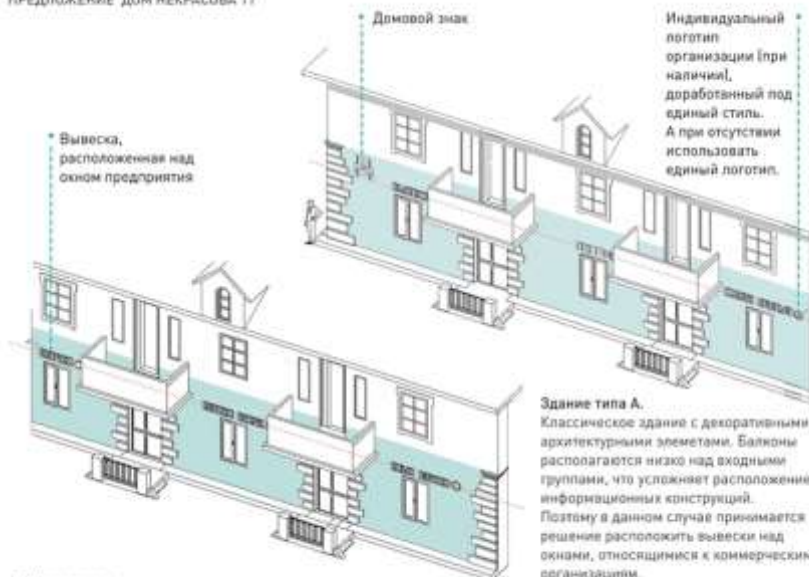 ПРЕДЛОЖЕНИЕ ДОМ НЕКРАСОВА
Домовой знак
Индивидуальный
логотип
организации (при
наличии),
доработанный под
единый стиль.
А при отсутствии
использовать
единый логотип.
Вывеска,
расположенная над
окном предприятия
Здание типа А.
Классическое здание с декоративными
архитектурными элеметами. Балконы
располагаются низко над входными
группами, что усложняет расположение
информационных конструкций.
Поэтому в данном случае принимается
решение расположить вывески над
окнами, относящимися к коммерческим
организациям.